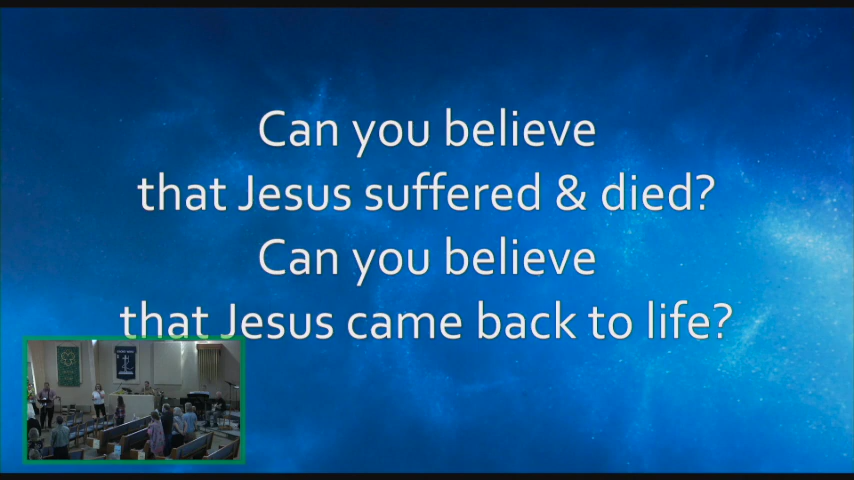 Can you believe
that Jesus suffered & died?
Can you believe
that Jesus came back to life?